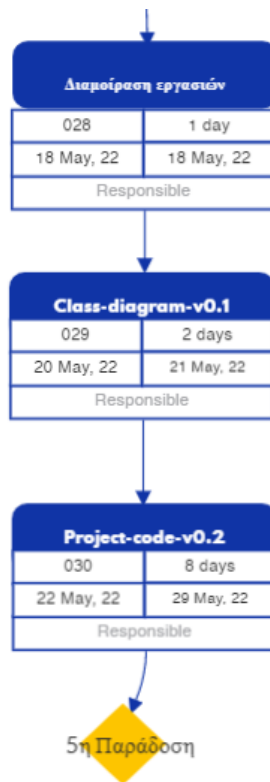 Διαμοίραση εργασιών
028 1 day
18 May, 22 18 May, 22
Responsible
Class-diagram-v0.1
029 2 days
20 May, 22 21 May, 22
Responsible
Project-code-v0.2
030 8 days
22 May, 22 29 May, 22
Responsible
5η Παράδοση